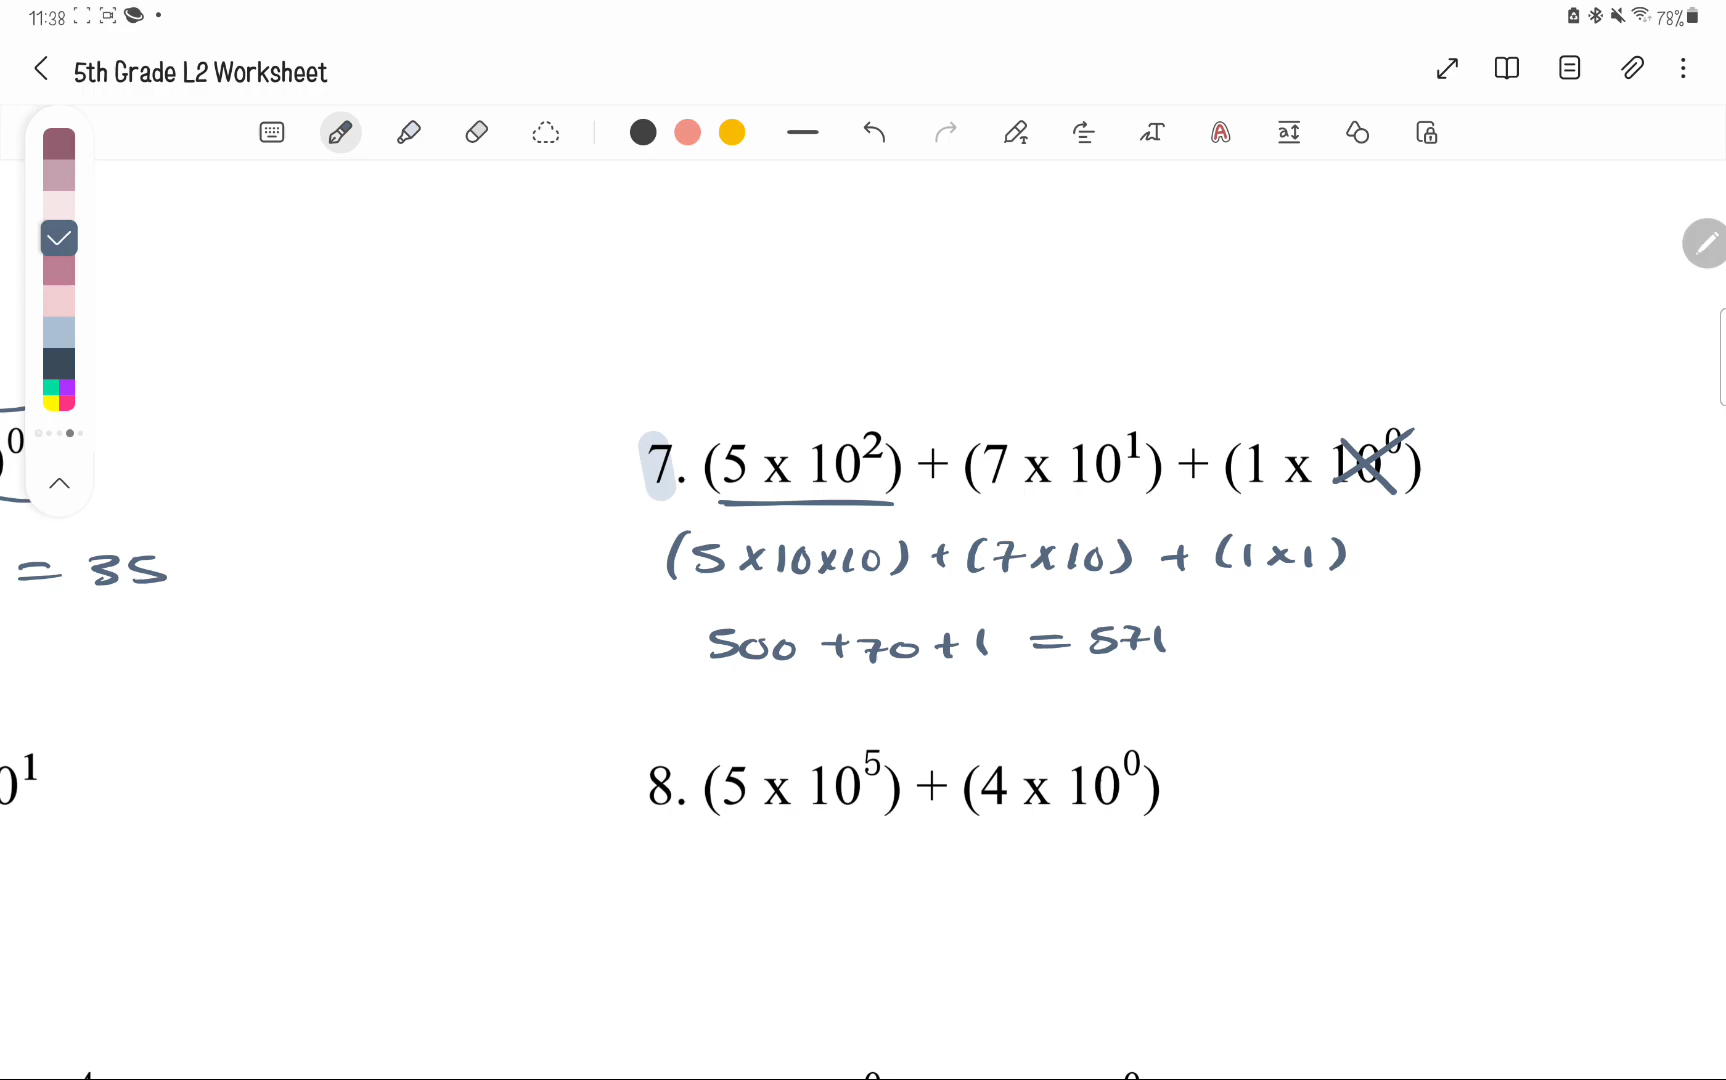 11:38 78%
5th Grade L2 Worksheet
7. (5 x 10²) + (7 x 10¹) + (1 x 10⁰)
0
(5 x 10 x 10) + (7 x 10) + (1 x 1)
= 35
500 + 70 + 1 = 571
0¹
8. (5 x 10⁵) + (4 x 10⁰)